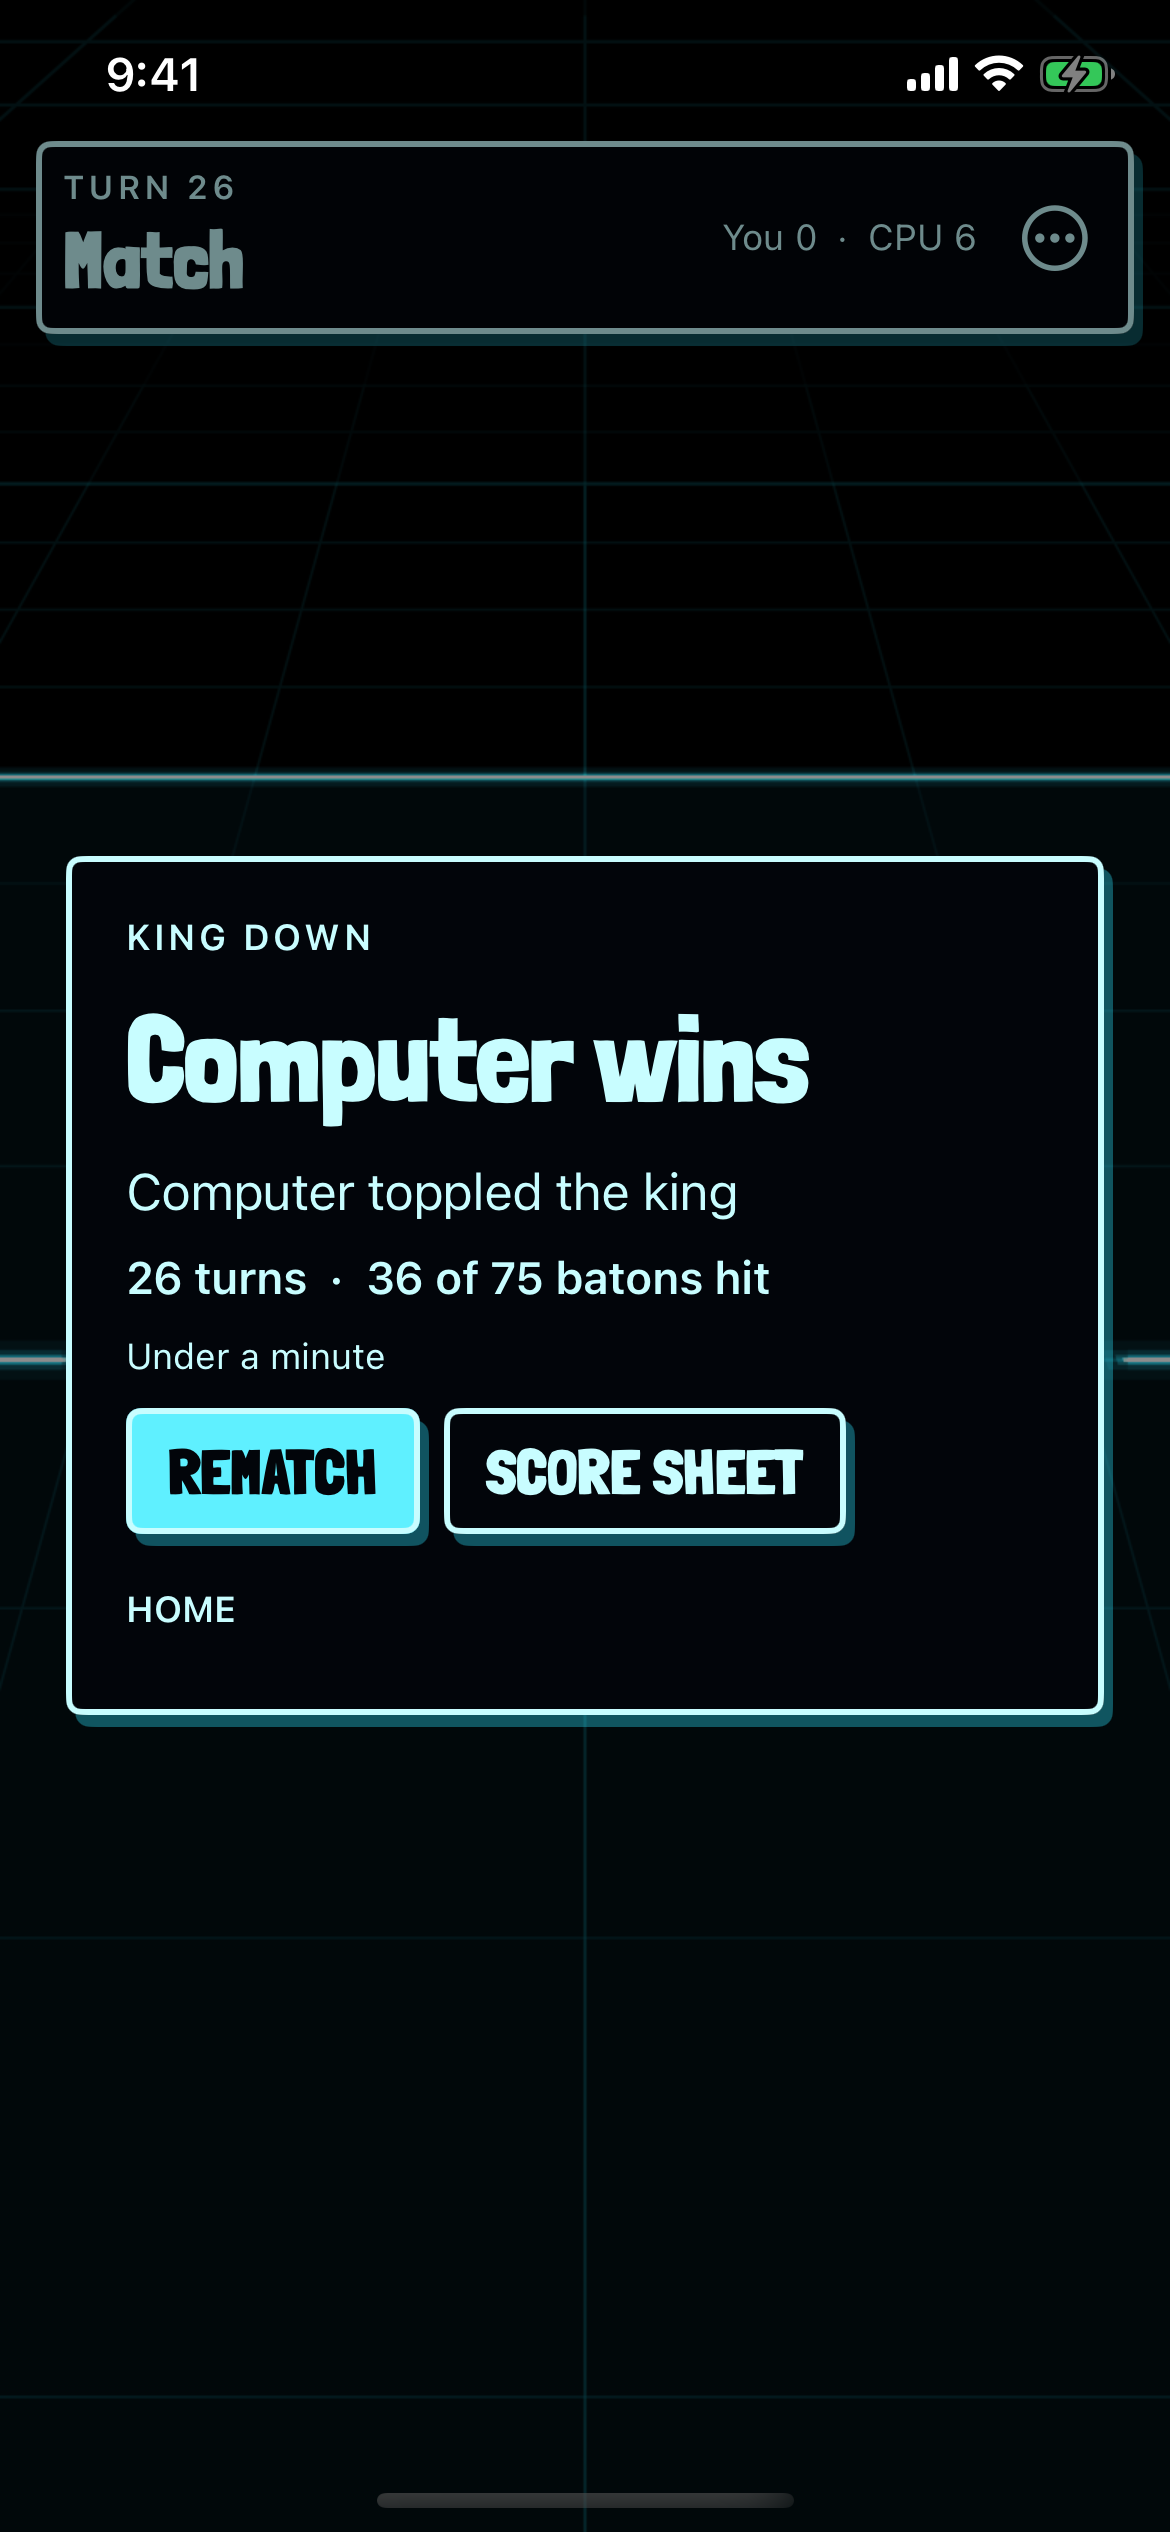 9:41
TURN 26
Match
You 0 · CPU 6
KING DOWN
Computer wins
Computer toppled the king
26 turns · 36 of 75 batons hit
Under a minute
REMATCH
SCORE SHEET
HOME